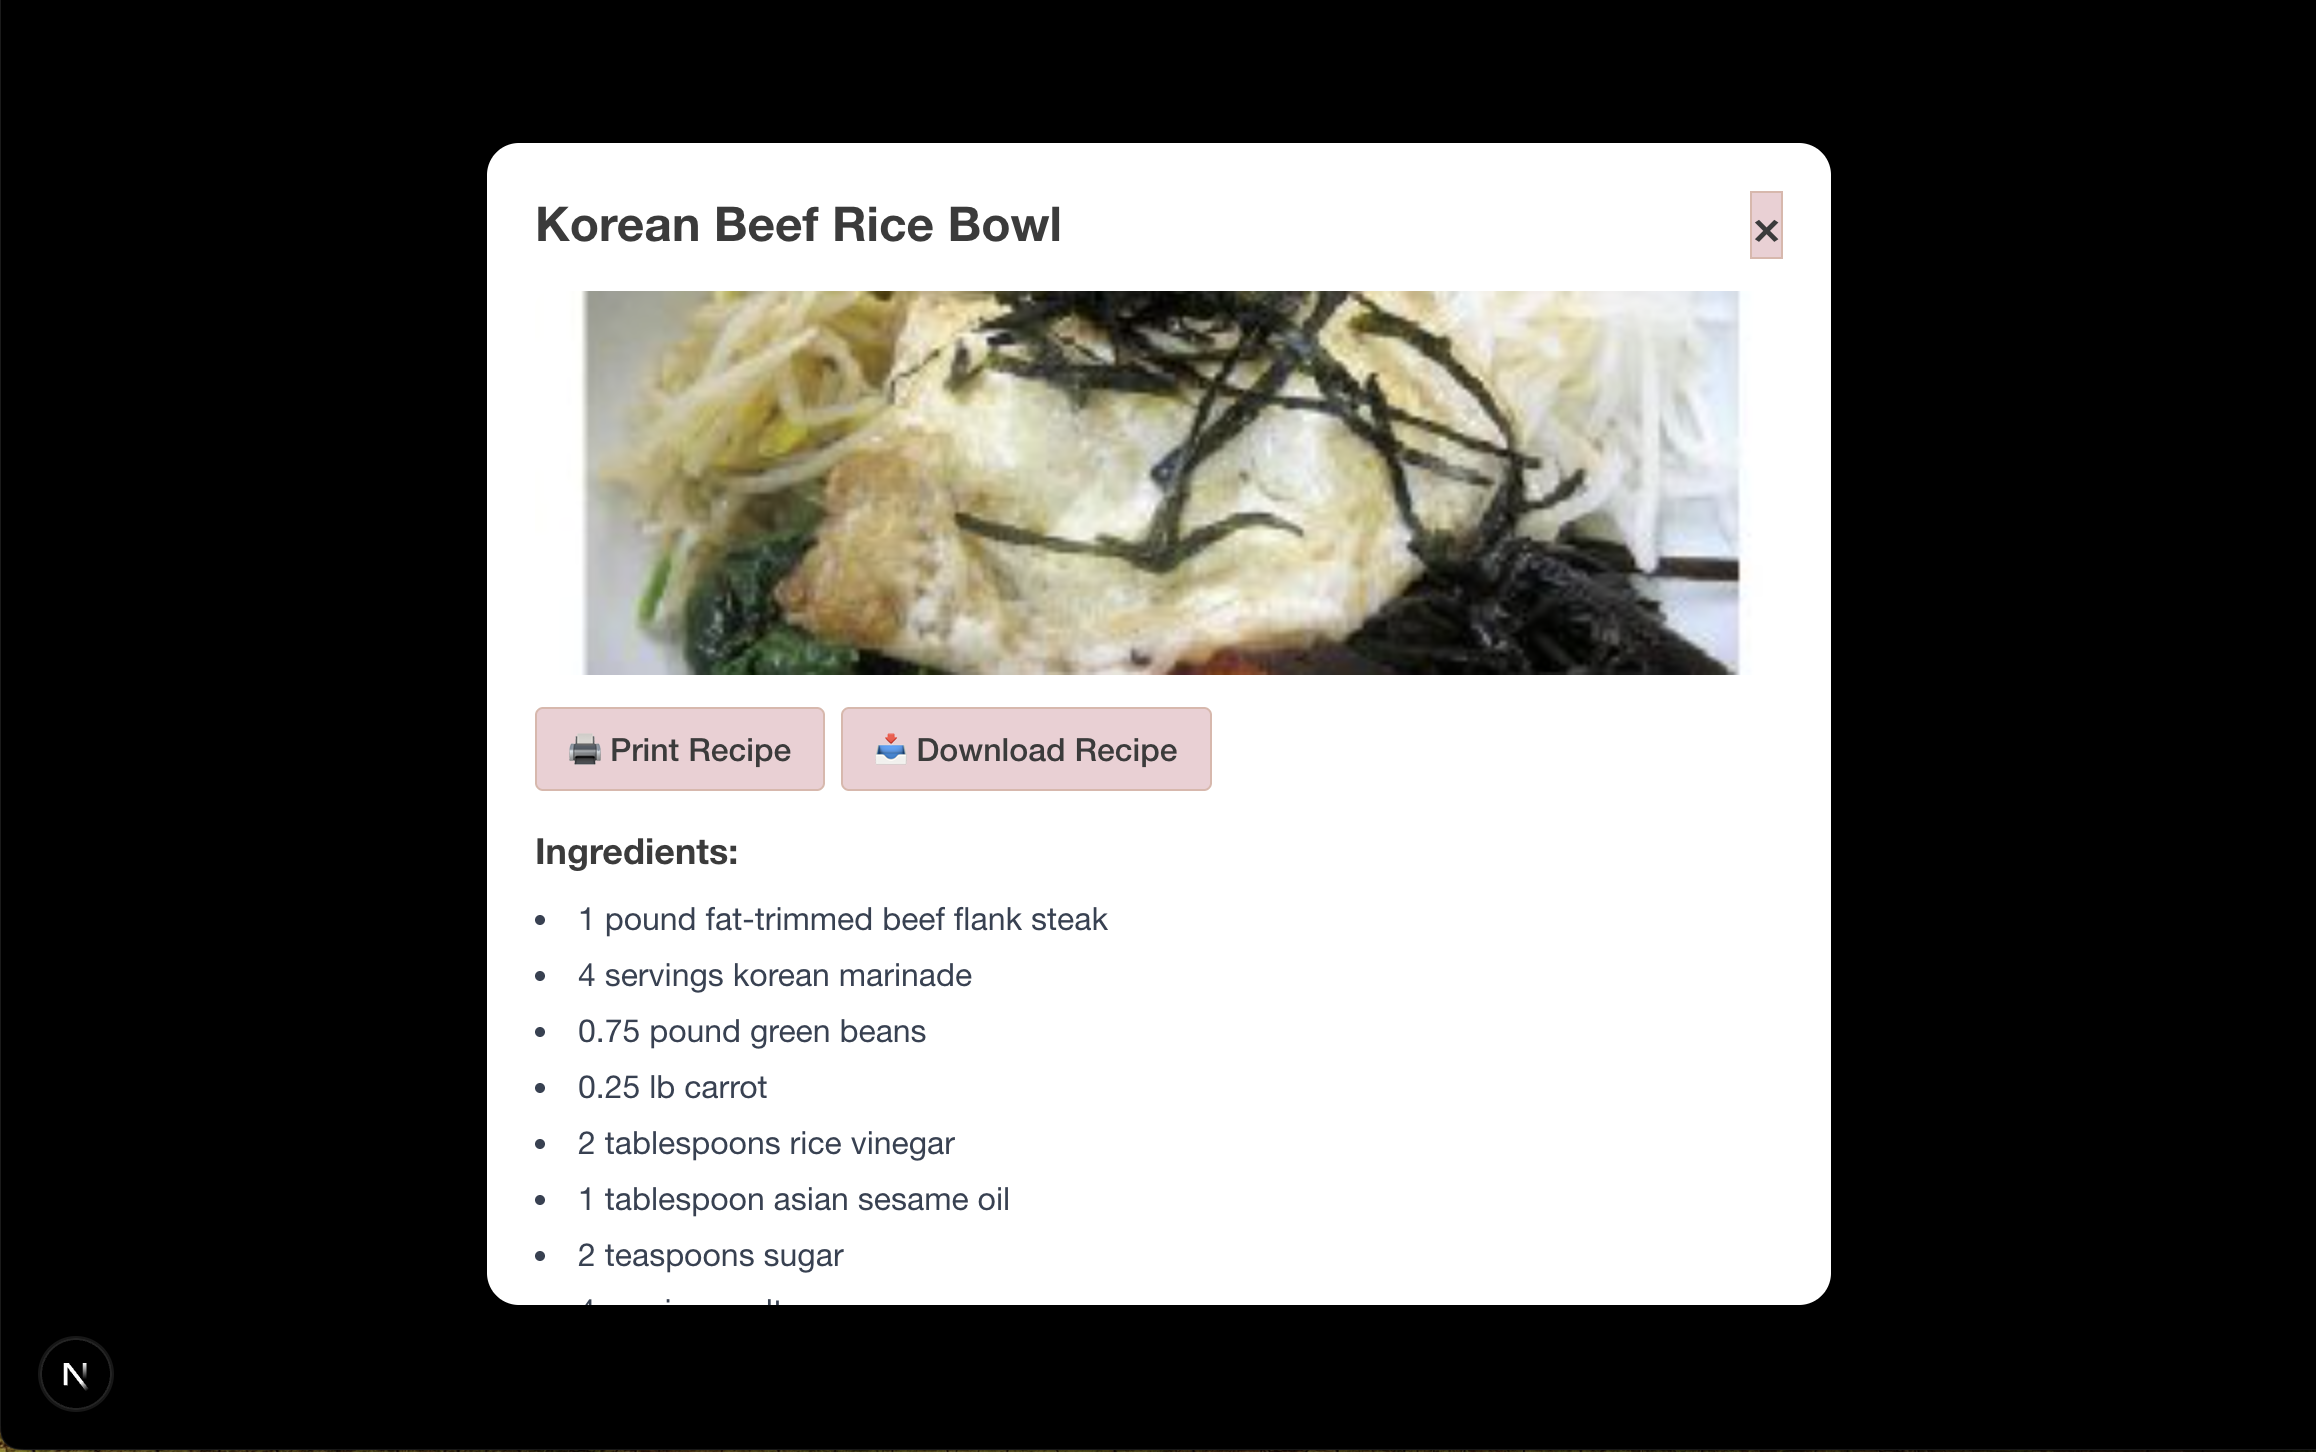 Korean Beef Rice Bowl
×
🖨️ Print Recipe
📥 Download Recipe
Ingredients:
• 1 pound fat-trimmed beef flank steak
• 4 servings korean marinade
• 0.75 pound green beans
• 0.25 lb carrot
• 2 tablespoons rice vinegar
• 1 tablespoon asian sesame oil
• 2 teaspoons sugar
N